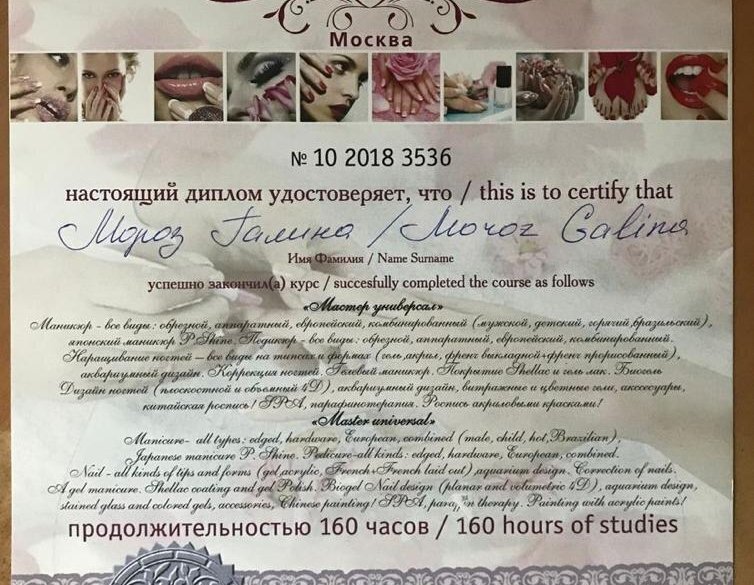 Москва
№ 10 2018 3536
настоящий диплом удостоверяет, что / this is to certify that
Мороз Галина / Moroz Galina
Имя Фамилия / Name Surname
успешно закончил(а) курс / succesfully completed the course as follows
«Мастер универсал»
Маникюр - все виды: обрезной, аппаратный, европейский, комбинированный (мужской, детский, горячий, бразильский),
японский маникюр P.Shine. Педикюр - все виды: обрезной, аппаратный, европейский, комбинированный.
Наращивание ногтей – все виды на типсах и формах (гель, акрил, френч выкладной+френч прорисованный),
аквариумный дизайн. Коррекция ногтей. Гелевый маникюр. Покрытие Shellac и гель лак. Биогель
Дизайн ногтей (плоскостной и объемный 4D), аквариумный дизайн, витражные и цветные гели, аксессуары,
китайская роспись! SPA, парафинотерапия. Роспись акриловыми красками!
«Master universal»
Manicure- all types: edged, hardware, European, combined (male, child, hot, Brazilian),
Japanese manicure P. Shine. Pedicure-all kinds: edged, hardware, European, combined.
Nail - all kinds of tips and forms (gel, acrylic, French+French laid out), aquarium design. Correction of nails.
A gel manicure. Shellac coating and gel Polish. Biogel Nail design (planar and volumetric 4D), aquarium design,
stained glass and colored gels, accessories, Chinese painting! SPA, paraffin therapy. Painting with acrylic paints!
продолжительностью 160 часов / 160 hours of studies